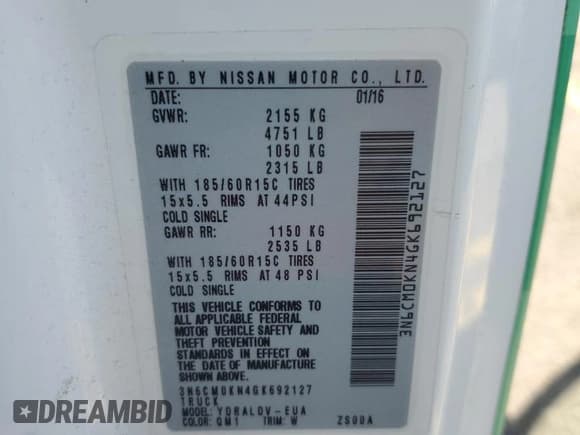 MFD. BY NISSAN MOTOR CO., LTD.
DATE: 01/16
GVWR: 2155 KG
4751 LB
GAWR FR: 1050 KG
2315 LB
WITH 185/60R15C TIRES
15x5.5 RIMS AT 44PSI
COLD SINGLE
GAWR RR: 1150 KG
2535 LB
WITH 185/60R15C TIRES
15x5.5 RIMS AT 48 PSI
COLD SINGLE
THIS VEHICLE CONFORMS TO
ALL APPLICABLE FEDERAL
MOTOR VEHICLE SAFETY AND
THEFT PREVENTION
STANDARDS IN EFFECT ON
THE DATE OF MANUFACTURE
SHOWN ABOVE.
3N6CM0KN4GK692127
TRUCK
MODEL: YDRALDV-EUA
COLOR: QM1 TRIM: W ZS00A
3N6CM0KN4GK692127
DREAMBID